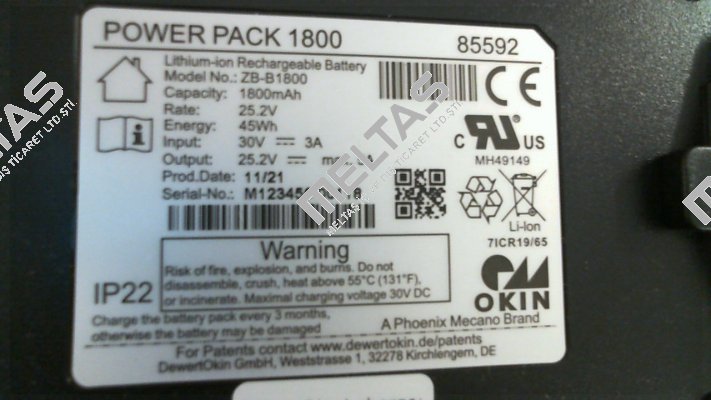 POWER PACK 1800 85592
Lithium-ion Rechargeable Battery
Model No.: ZB-B1800
Capacity: 1800mAh
Rate: 25.2V
Energy: 45Wh
Input: 30V 3A
Output: 25.2V
Prod.Date: 11/21
Serial-No.:
CE
C UR US
MH49149
Li-Ion
7ICR19/65
Warning
Risk of fire, explosion, and burns. Do not
disassemble, crush, heat above 55°C (131°F),
or incinerate. Maximal charging voltage 30V DC
IP22
Charge the battery pack every 3 months,
otherwise the battery may be damaged
OKIN
A Phoenix Mecano Brand
For Patents contact www.dewertokin.de/patents
DewertOkin GmbH, Weststrasse 1, 32278 Kirchlengern, DE
MELTAS
MELTAS
MELTAS